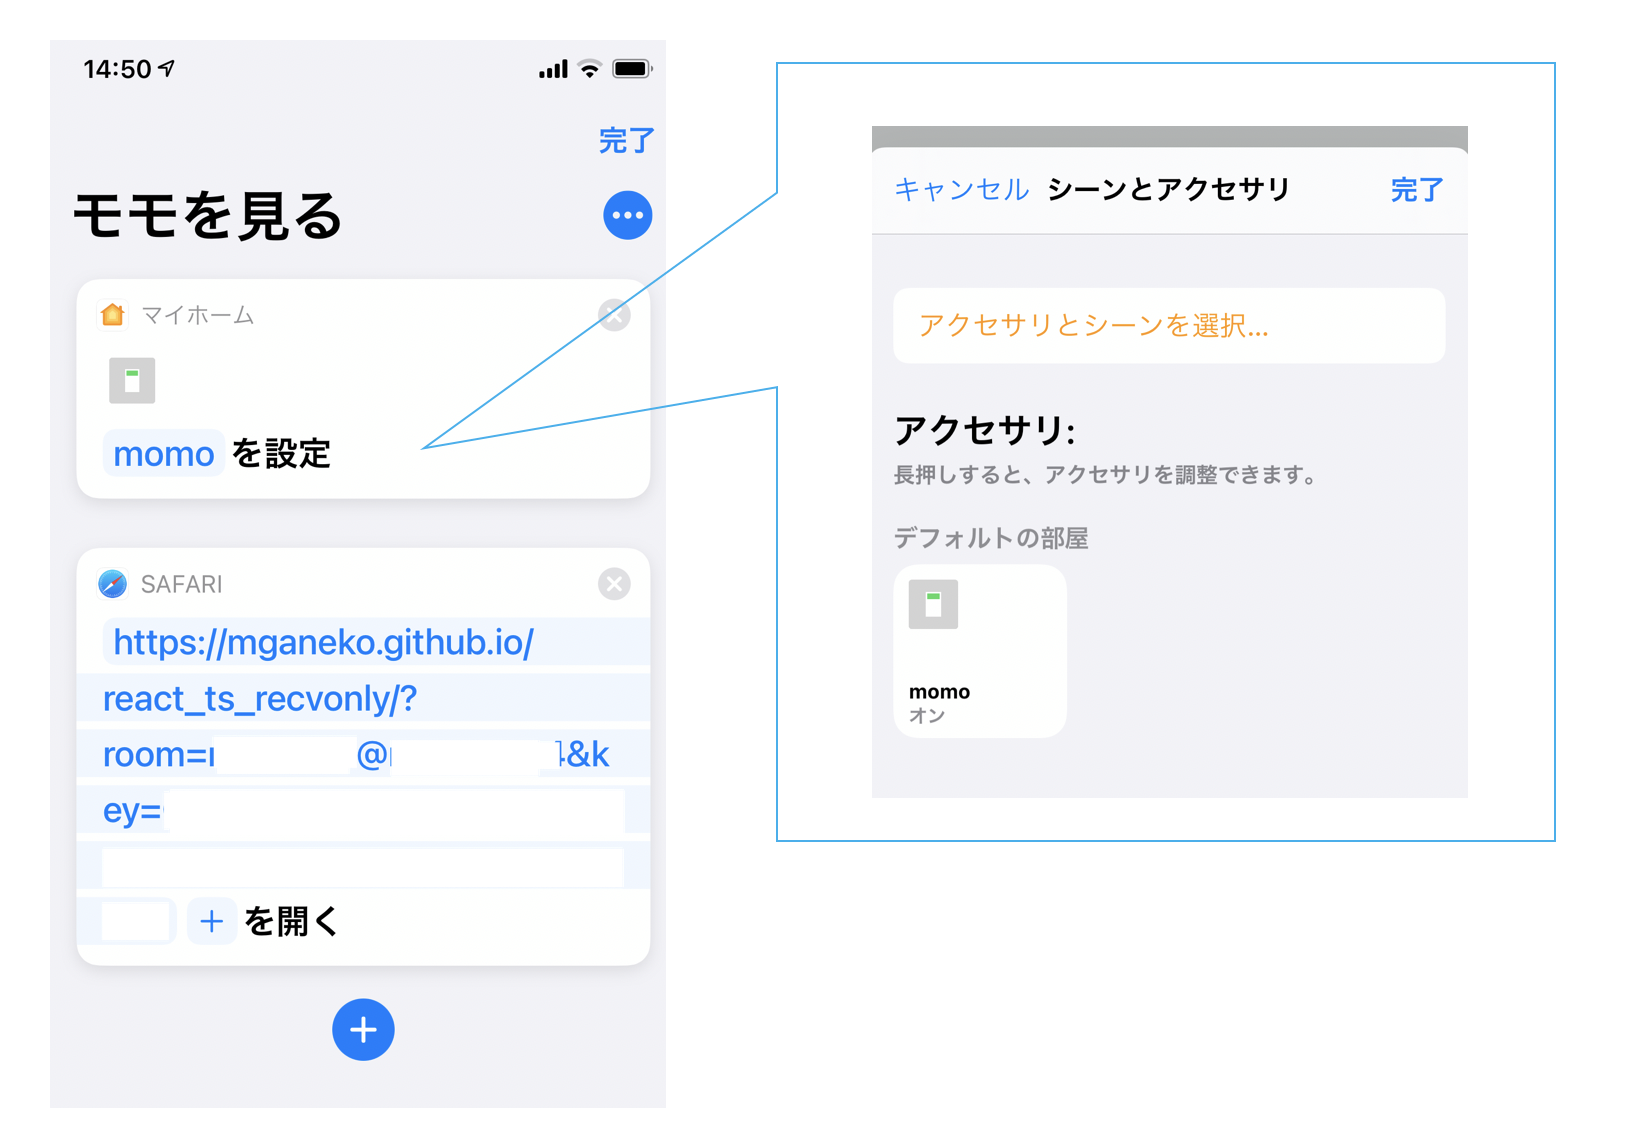 14:50
完了
モモを見る
マイホーム
momo を設定
SAFARI
https://mganeko.github.io/
react_ts_recvonly/?
room= @ &k
ey=
+ を開く
キャンセル シーンとアクセサリ 完了
アクセサリとシーンを選択...
アクセサリ:
長押しすると、アクセサリを調整できます。
デフォルトの部屋
momo
オン